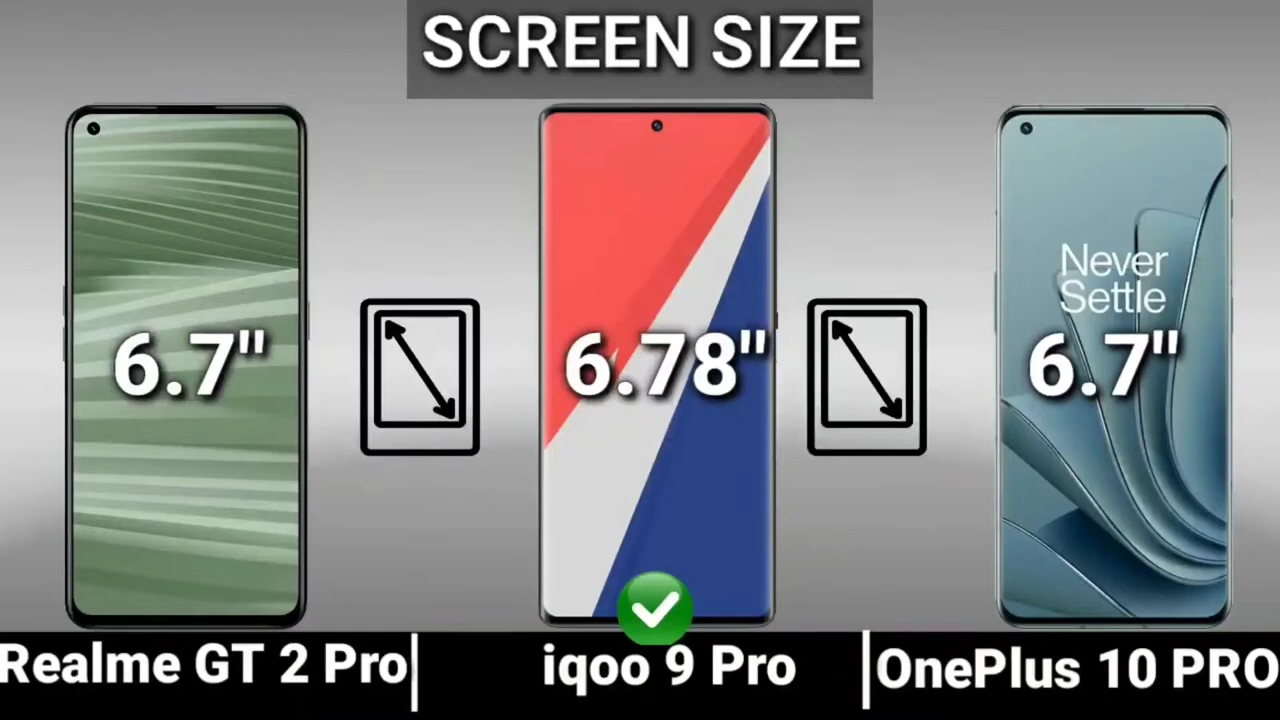 SCREEN SIZE
Never
Settle
6.7"
6.78"
6.7"
Realme GT 2 Pro
iqoo 9 Pro
OnePlus 10 PRO